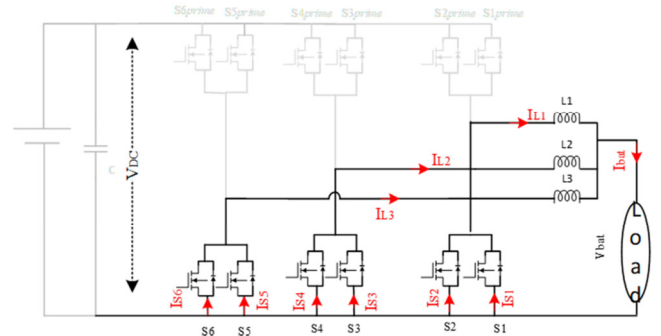 S6prime S5prime S4prime S3prime S2prime S1prime
L1
IL1
L2
IL2
Ibat
C
VDC
L3
IL3
Vbat
Load
IS6 IS5 IS4 IS3 IS2 IS1
S6 S5 S4 S3 S2 S1